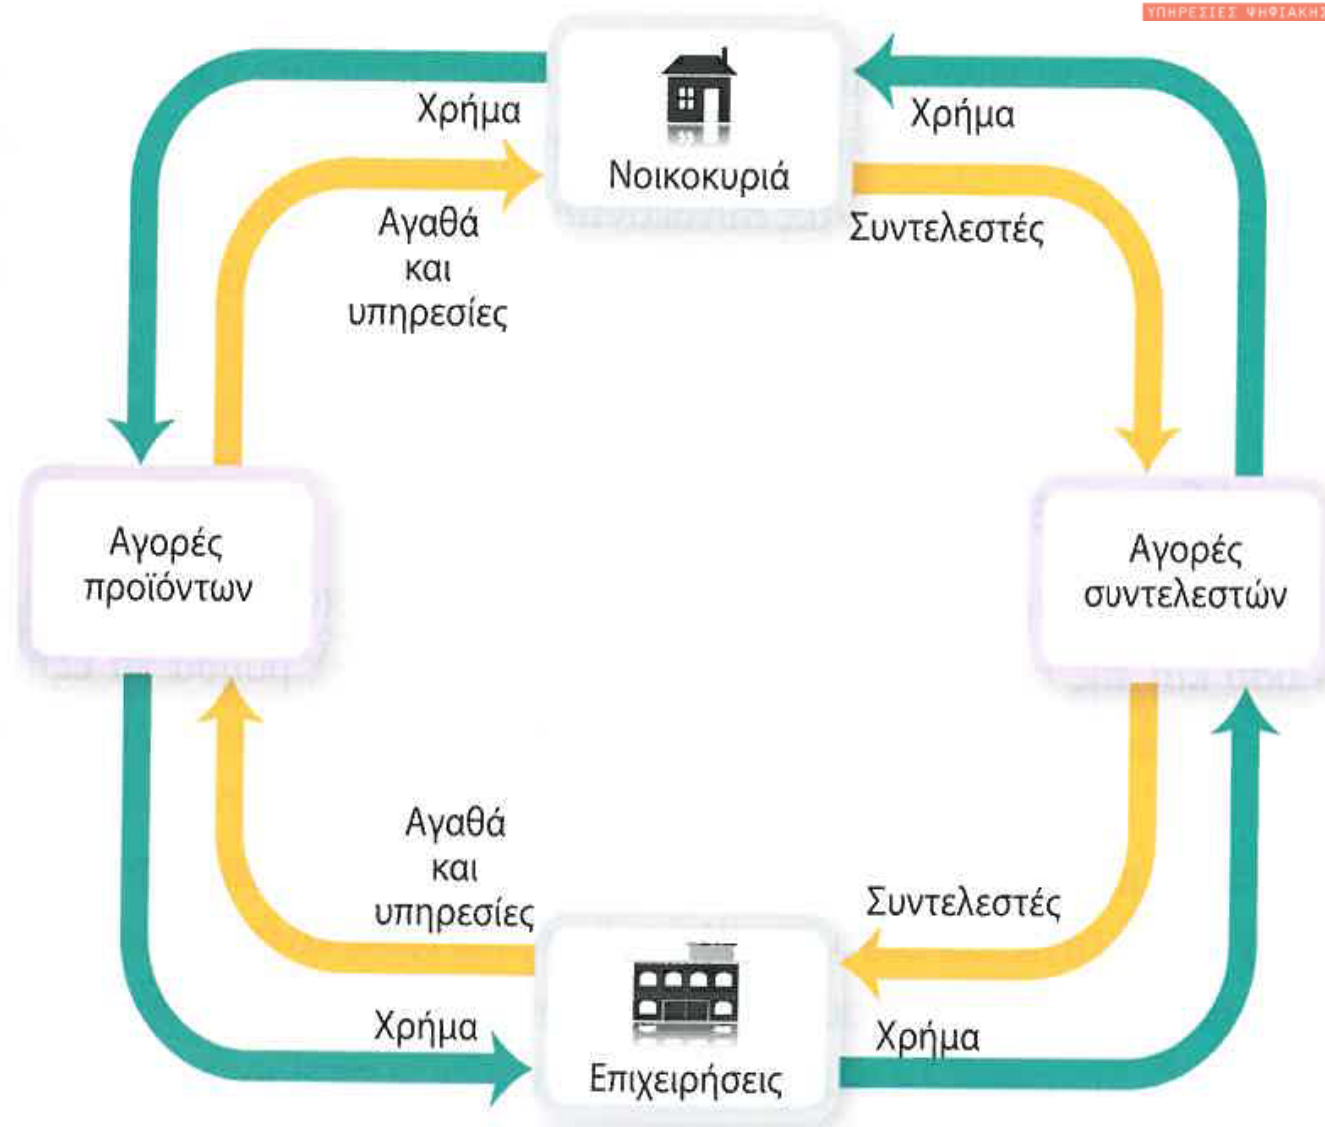 ΥΠΗΡΕΣΙΕΣ ΨΗΦΙΑΚΗΣ
Χρήμα
Χρήμα
Νοικοκυριά
Αγαθά
και
υπηρεσίες
Συντελεστές
Αγορές
προϊόντων
Αγορές
συντελεστών
Αγαθά
και
υπηρεσίες
Συντελεστές
Χρήμα
Χρήμα
Επιχειρήσεις